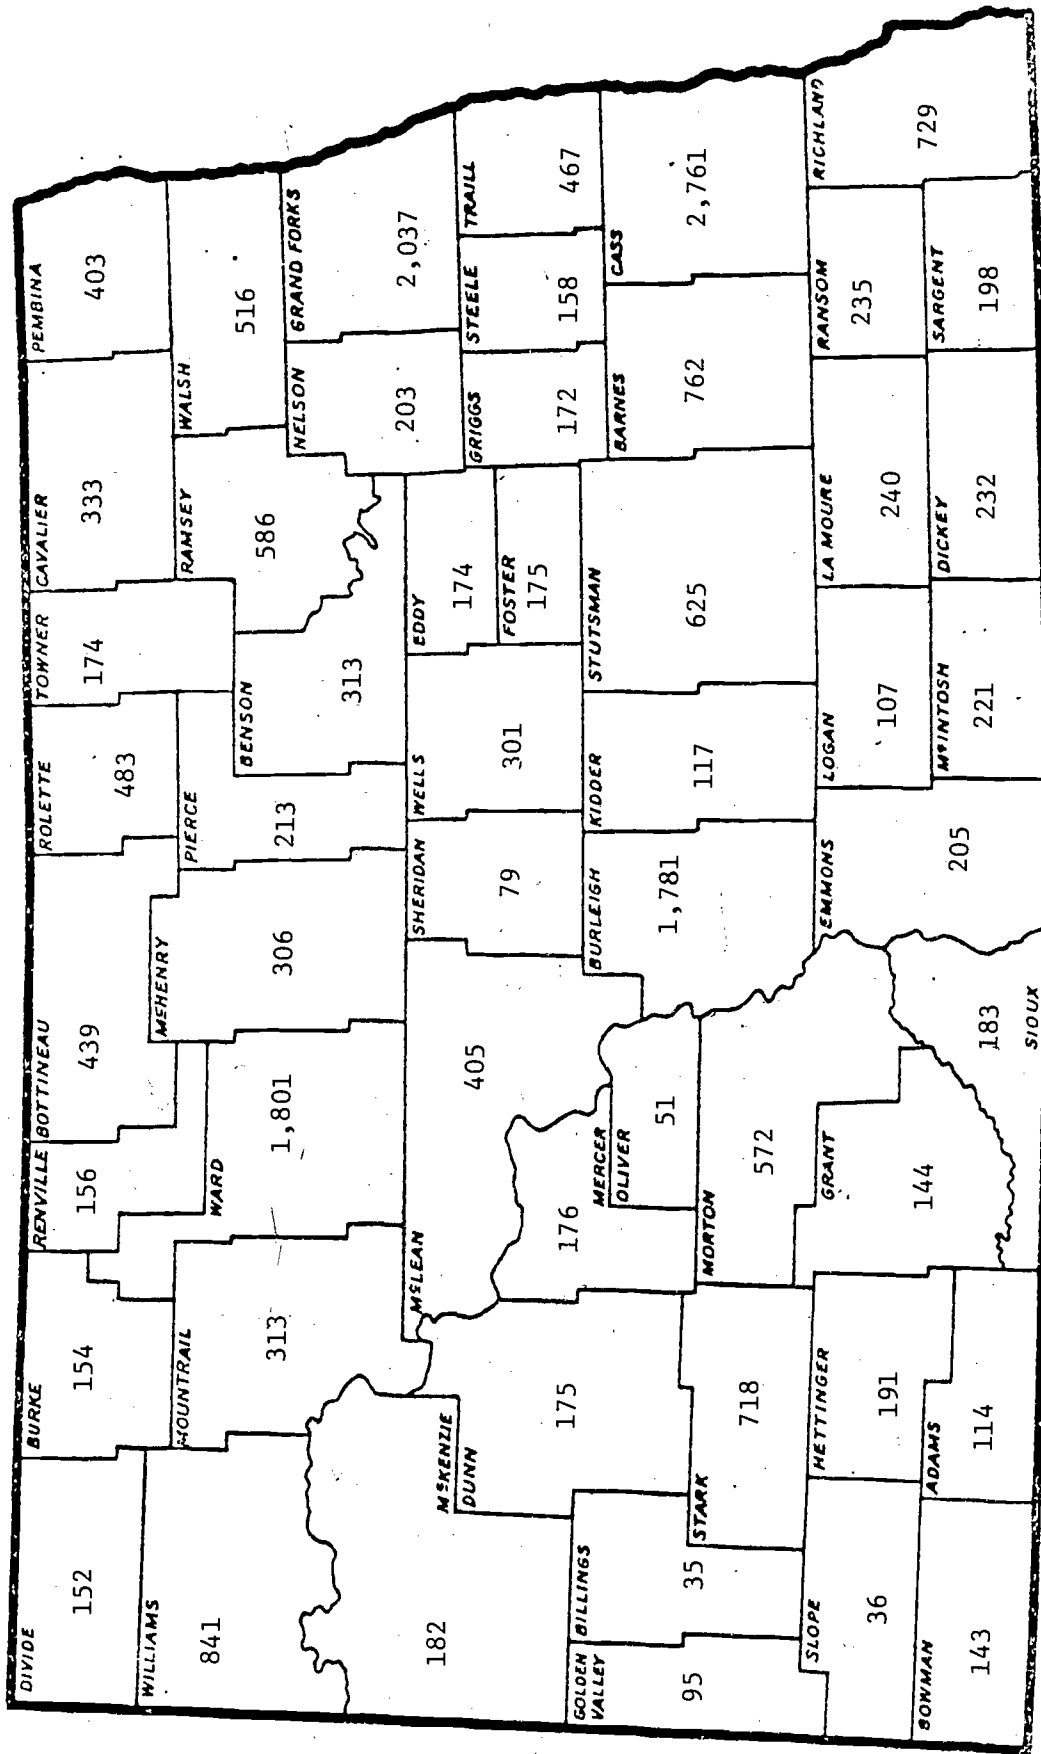 DIVIDE
152
BURKE
154
RENVILLE
156
BOTTINEAU
439
ROLETTE
483
TOWNER
174
CAVALIER
333
PEMBINA
403
WILLIAMS
841
MOUNTRAIL
313
WARD
1,801
McHENRY
306
PIERCE
213
RAMSEY
586
WALSH
516
BENSON
313
NELSON
203
GRAND FORKS
2,037
McKENZIE
182
DUNN
175
McLEAN
405
SHERIDAN
79
WELLS
301
EDDY
174
FOSTER
175
GRIGGS
172
STEELE
158
TRAILL
467
GOLDEN
VALLEY
95
BILLINGS
35
STARK
718
MERCER
176
OLIVER
51
MORTON
572
BURLEIGH
1,781
KIDDER
117
STUTSMAN
625
BARNES
762
CASS
2,761
SLOPE
36
HETTINGER
191
GRANT
144
EMMONS
205
LOGAN
107
LA MOURE
240
RANSOM
235
RICHLAND
729
BOWMAN
143
ADAMS
114
SIOUX
183
McINTOSH
221
DICKEY
232
SARGENT
198